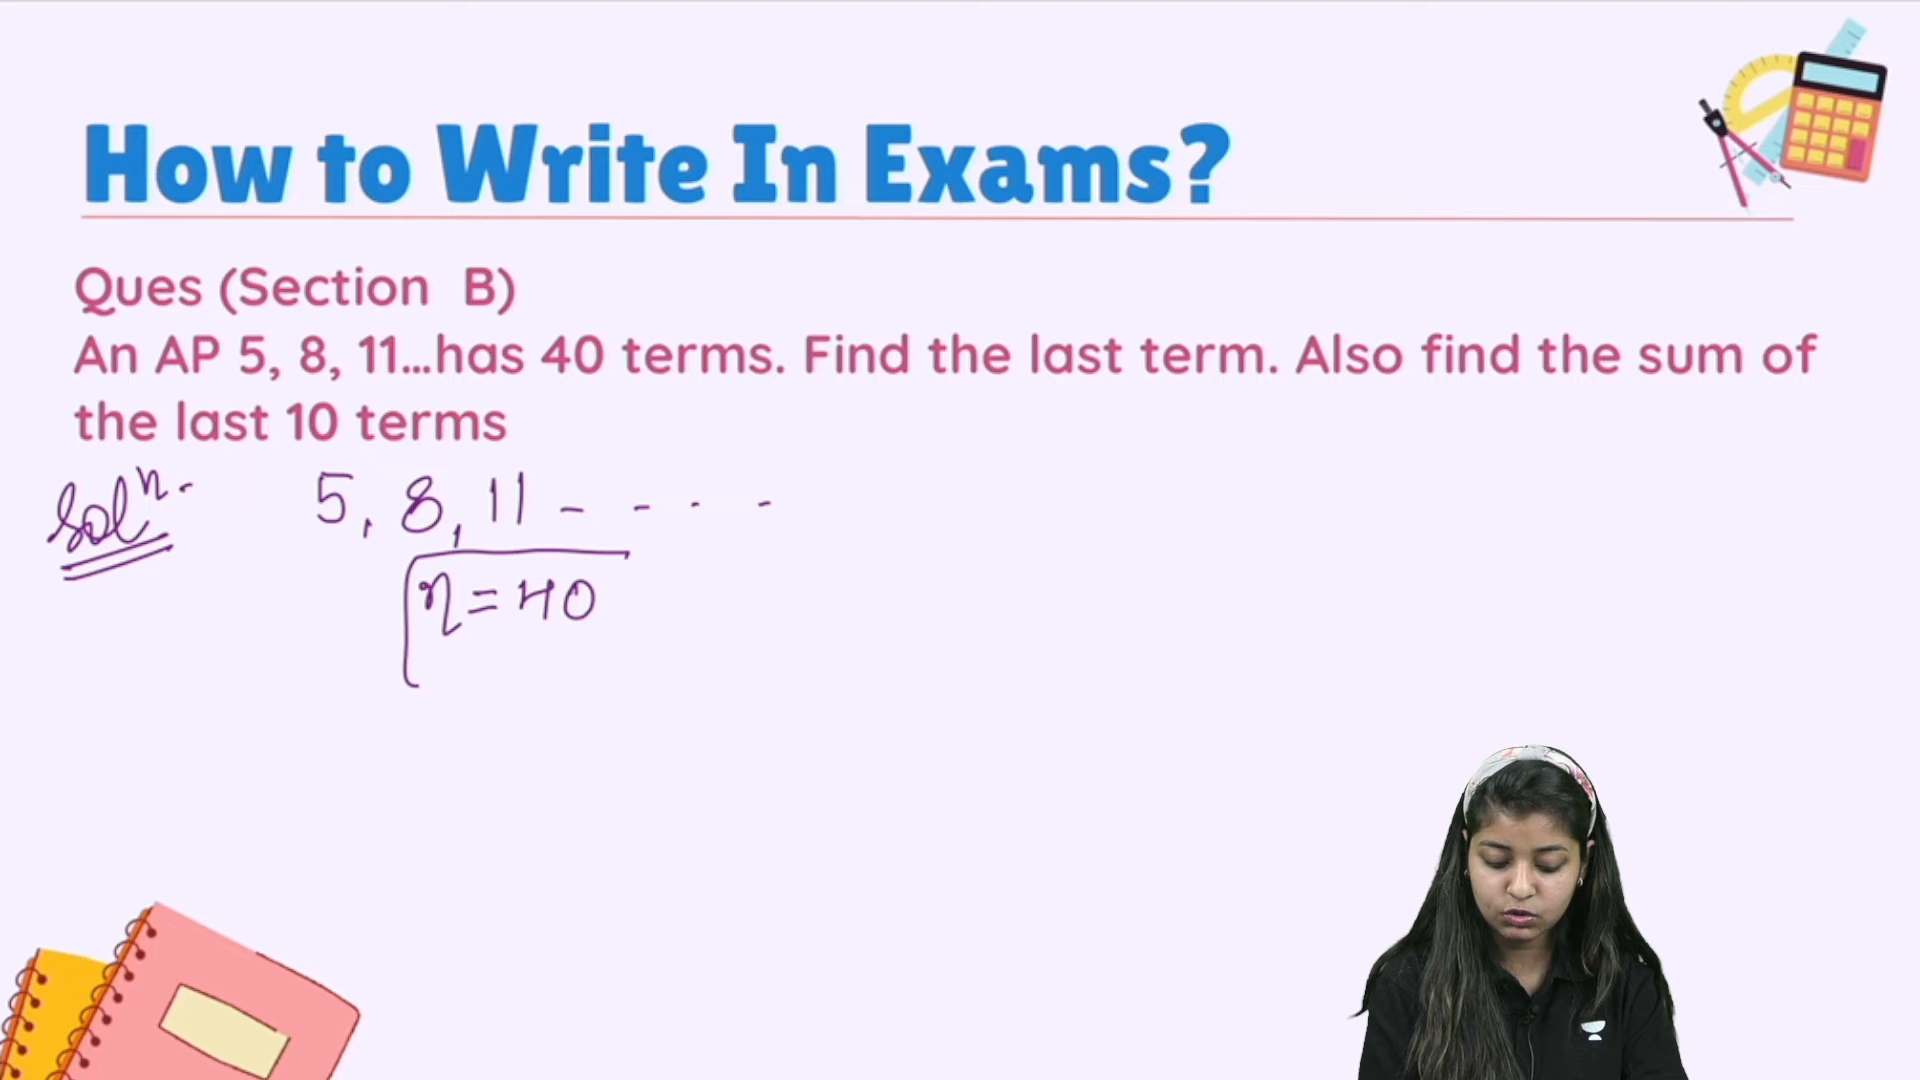 How to Write In Exams?
Ques (Section B)
An AP 5, 8, 11...has 40 terms. Find the last term. Also find the sum of
the last 10 terms
Solⁿ. 5, 8, 11 - - - -
n = 40